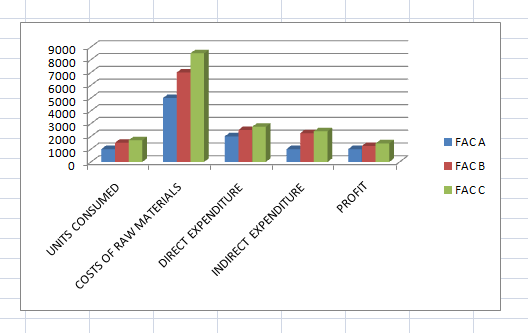 9000
8000
7000
6000
5000
4000
3000
2000
1000
0
UNITS CONSUMED
COSTS OF RAW MATERIALS
DIRECT EXPENDITURE
INDIRECT EXPENDITURE
PROFIT
FAC A
FAC B
FAC C